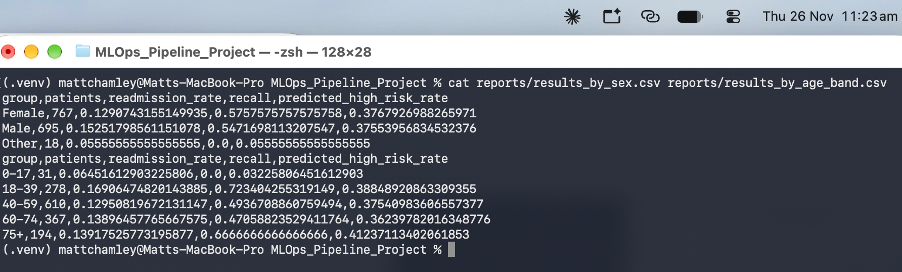 Thu 26 Nov 11:23 am
MLOps_Pipeline_Project — -zsh — 128×28
(.venv) mattchamley@Matts-MacBook-Pro MLOps_Pipeline_Project % cat reports/results_by_sex.csv reports/results_by_age_band.csv
group,patients,readmission_rate,recall,predicted_high_risk_rate
Female,767,0.1290743155149935,0.5757575757575758,0.3767926988265971
Male,695,0.15251798561151078,0.5471698113207547,0.37553956834532376
Other,18,0.05555555555555555,0.0,0.05555555555555555
group,patients,readmission_rate,recall,predicted_high_risk_rate
0-17,31,0.06451612903225806,0.0,0.03225806451612903
18-39,278,0.16906474820143885,0.723404255319149,0.38848920863309355
40-59,610,0.12950819672131147,0.4936708860759494,0.37540983606557377
60-74,367,0.13896457765667575,0.47058823529411764,0.36239782016348776
75+,194,0.13917525773195877,0.6666666666666666,0.41237113402061853
(.venv) mattchamley@Matts-MacBook-Pro MLOps_Pipeline_Project %